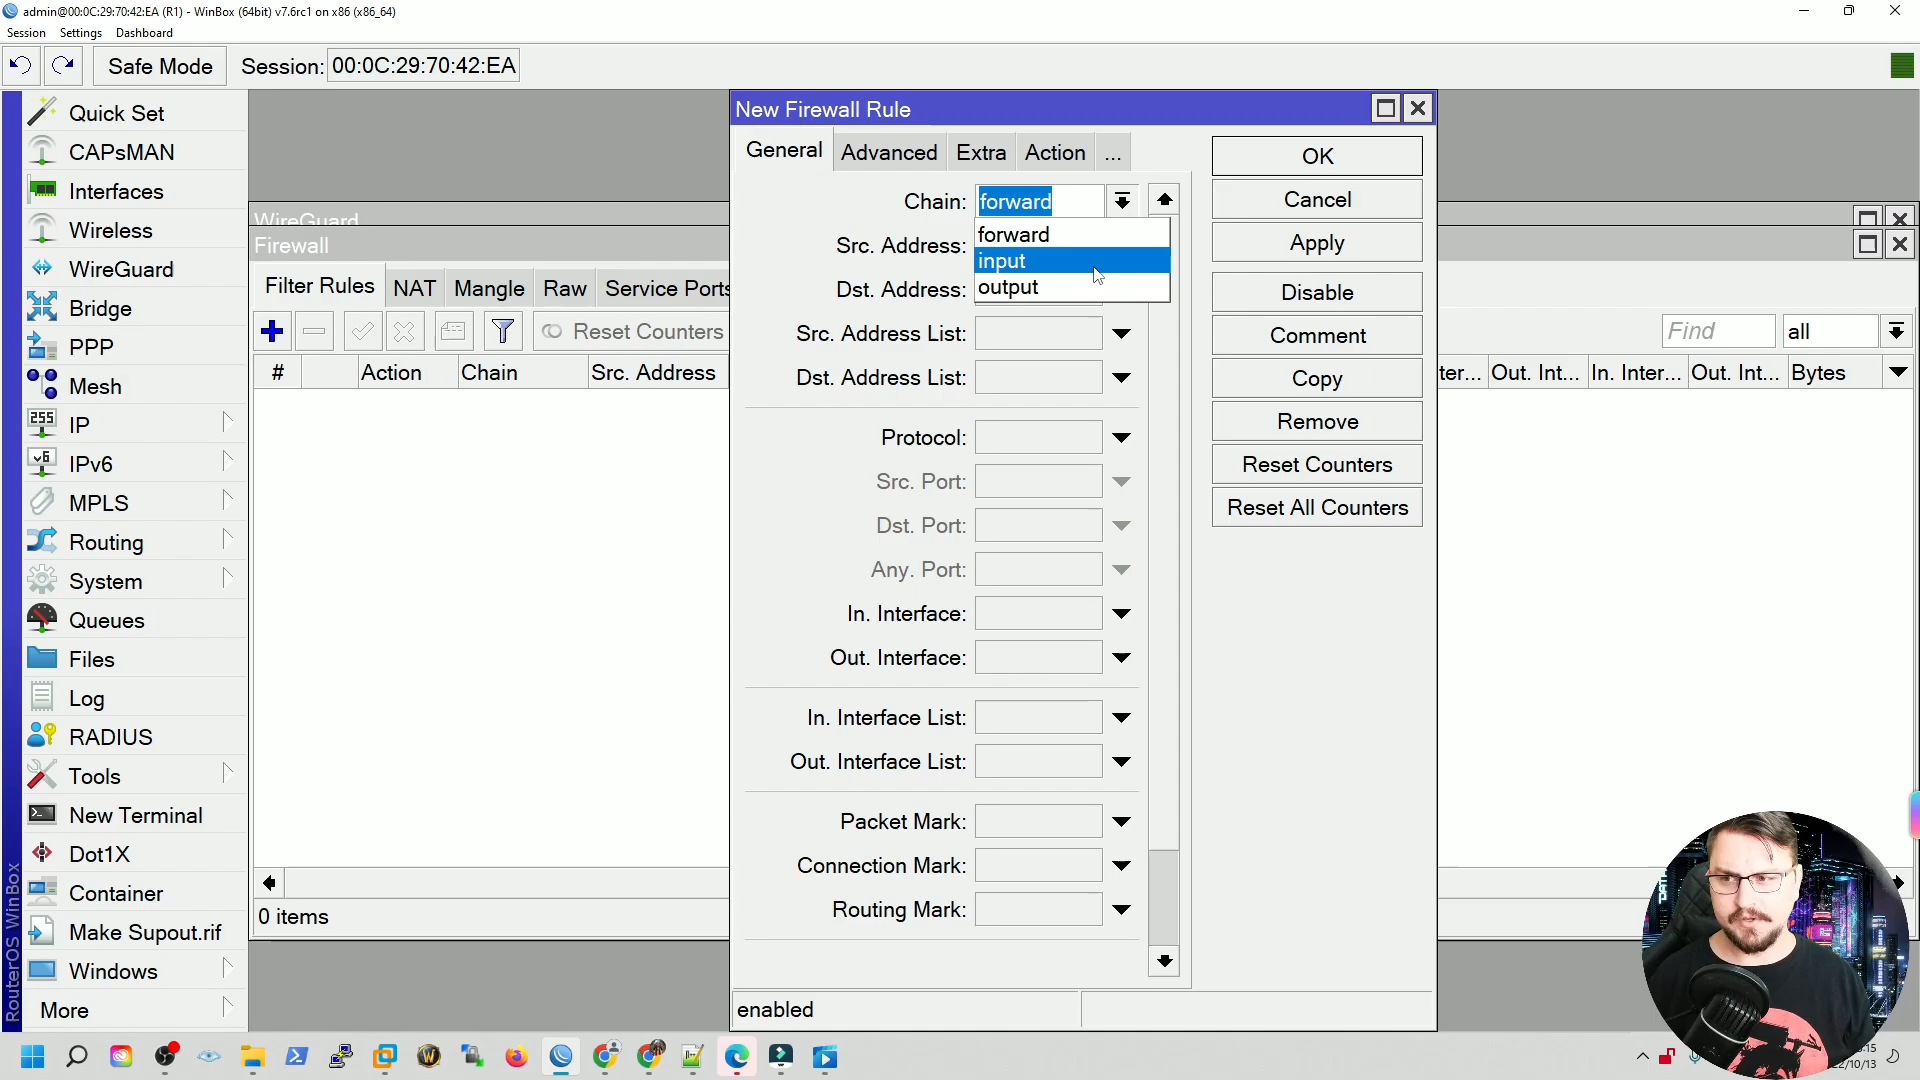 admin@00:0C:29:70:42:EA (R1) - WinBox (64bit) v7.6rc1 on x86 (x86_64)
Session Settings Dashboard
Safe Mode Session: 00:0C:29:70:42:EA
Quick Set
CAPsMAN
Interfaces
Wireless
WireGuard
Bridge
PPP
Mesh
255 IP
v6 IPv6
MPLS
Routing
System
Queues
Files
Log
RADIUS
Tools
New Terminal
Dot1X
Container
Make Supout.rif
Windows
More
RouterOS WinBox
WireGuard
Firewall
Filter Rules NAT Mangle Raw Service Ports
Reset Counters
Find all
# Action Chain Src. Address
ter... Out. Int... In. Inter... Out. Int... Bytes
0 items
New Firewall Rule
General Advanced Extra Action ...
Chain: forward
forward
input
output
Src. Address:
Dst. Address:
Src. Address List:
Dst. Address List:
Protocol:
Src. Port:
Dst. Port:
Any. Port:
In. Interface:
Out. Interface:
In. Interface List:
Out. Interface List:
Packet Mark:
Connection Mark:
Routing Mark:
enabled
OK
Cancel
Apply
Disable
Comment
Copy
Remove
Reset Counters
Reset All Counters
:15
2/10/13